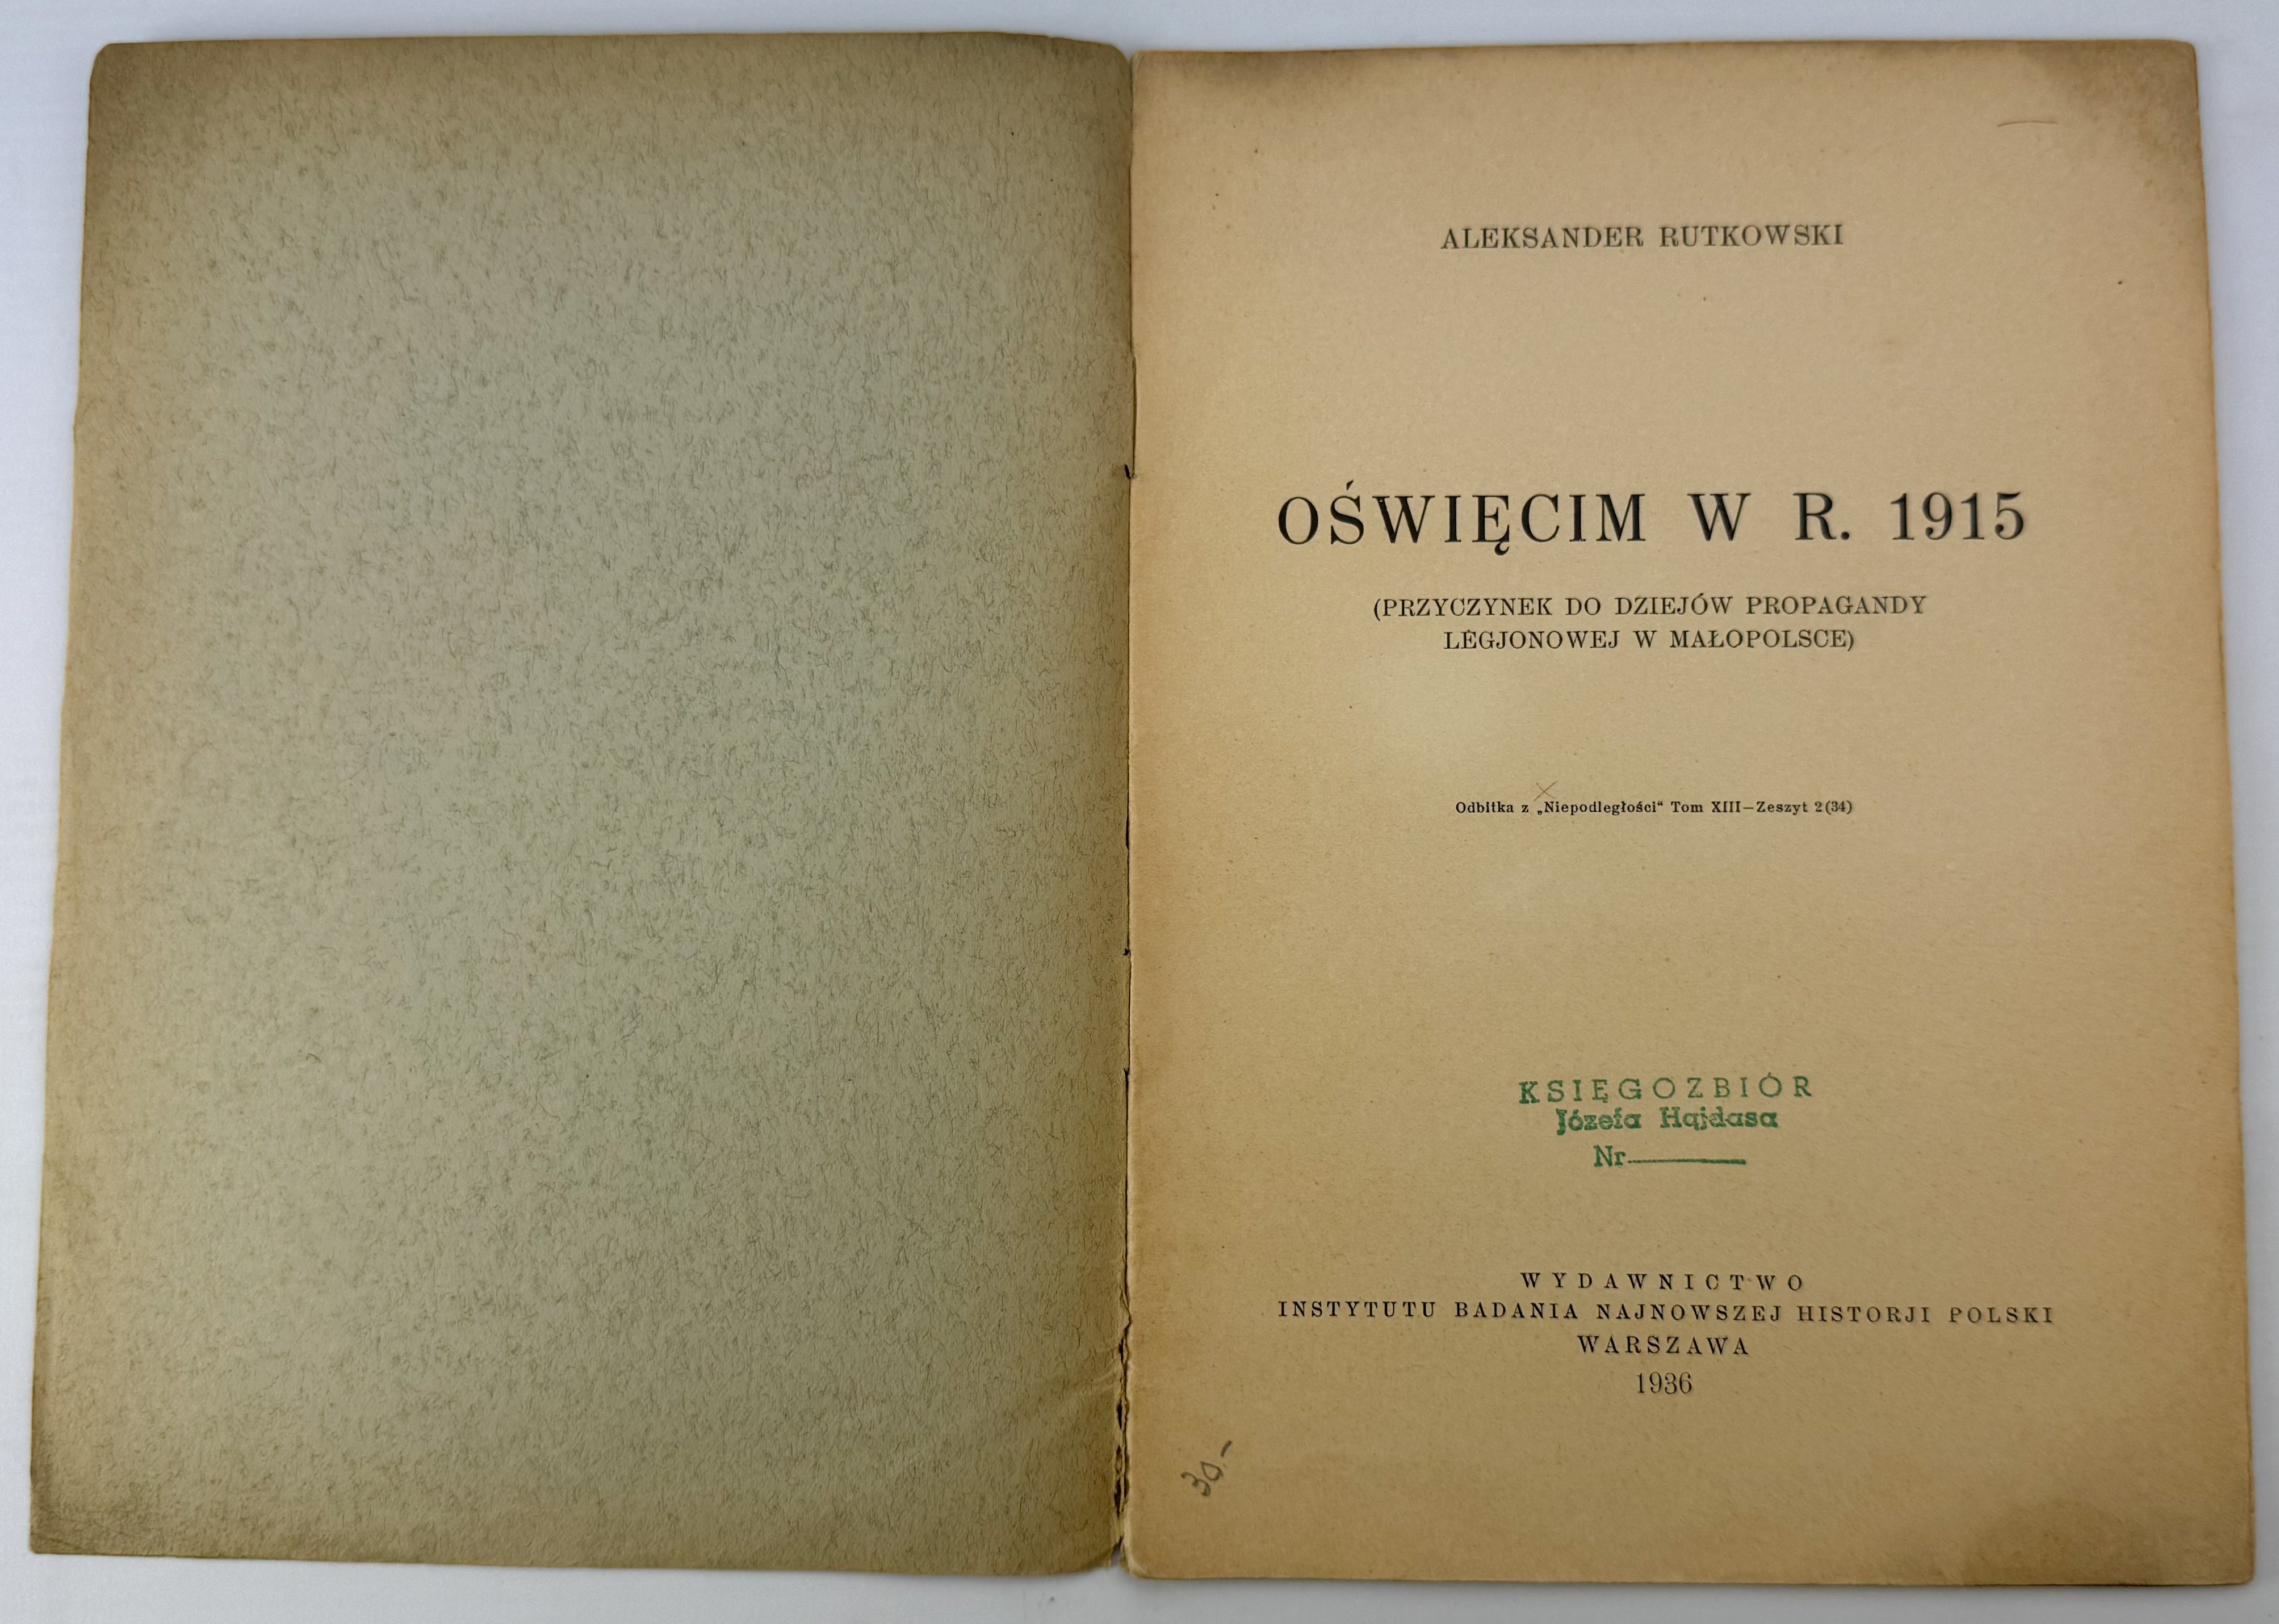 ALEKSANDER RUTKOWSKI
OŚWIĘCIM W R. 1915
(PRZYCZYNEK DO DZIEJÓW PROPAGANDY
LEGJONOWEJ W MAŁOPOLSCE)
Odbitka z „Niepodległości“ Tom XIII—Zeszyt 2(34)
KSIĘGOZBIÓR
Józefa Hajdasa
Nr
WYDAWNICTWO
INSTYTUTU BADANIA NAJNOWSZEJ HISTORJI POLSKI
WARSZAWA
1936
30.-